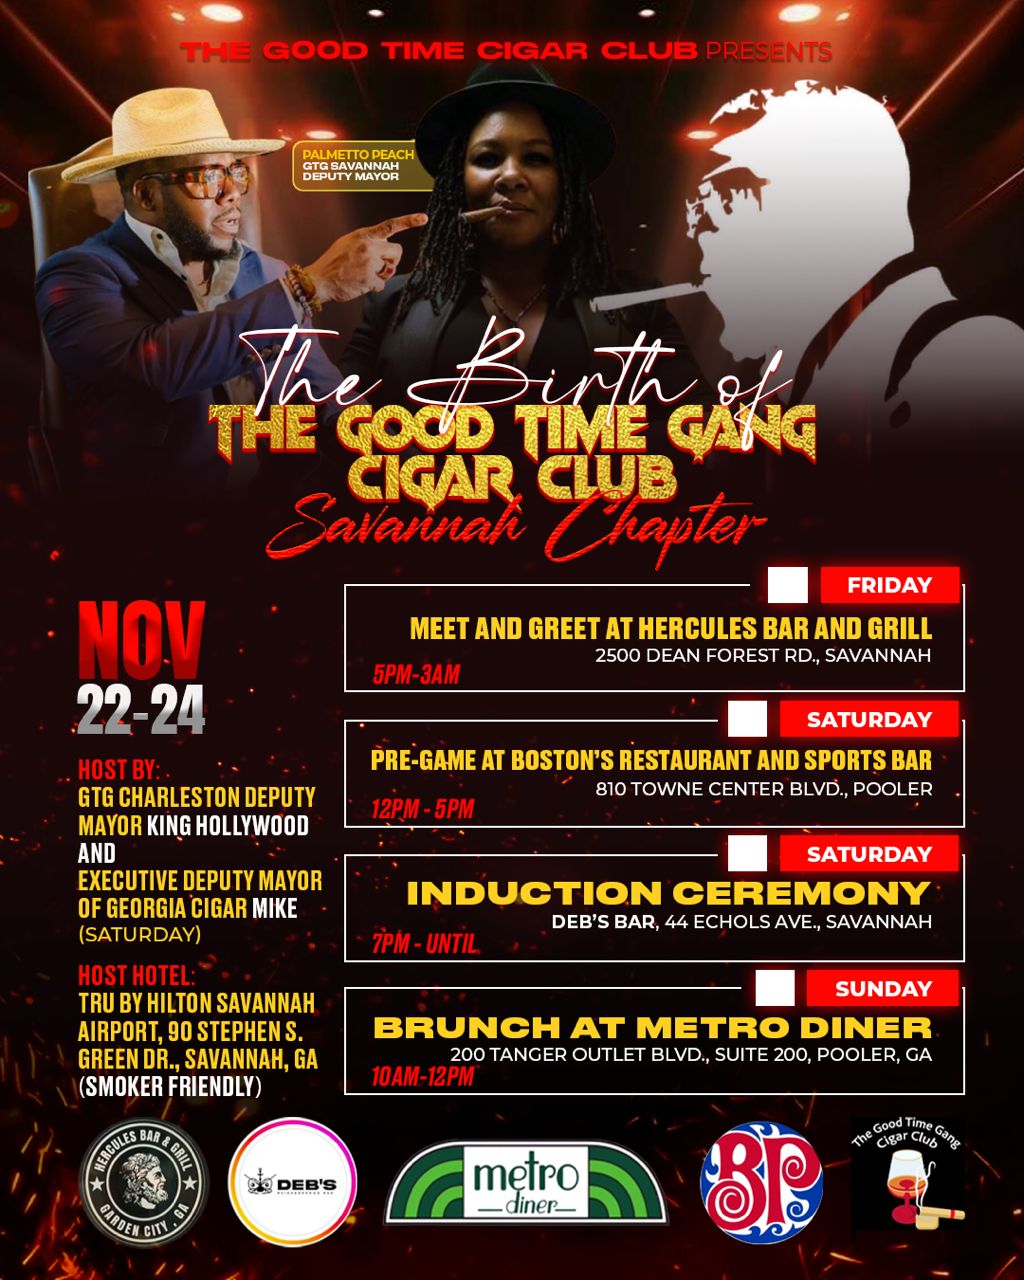 THE GOOD TIME CIGAR CLUB PRESENTS
PALMETTO PEACH
GTG SAVANNAH
DEPUTY MAYOR
The Birth of
THE GOOD TIME GANG
CIGAR CLUB
Savannah Chapter
NOV
22-24
HOST BY:
GTG CHARLESTON DEPUTY
MAYOR KING HOLLYWOOD
AND
EXECUTIVE DEPUTY MAYOR
OF GEORGIA CIGAR MIKE
(SATURDAY)
HOST HOTEL:
TRU BY HILTON SAVANNAH
AIRPORT, 90 STEPHEN S.
GREEN DR., SAVANNAH, GA
(SMOKER FRIENDLY)
FRIDAY
MEET AND GREET AT HERCULES BAR AND GRILL
2500 DEAN FOREST RD., SAVANNAH
5PM-3AM
SATURDAY
PRE-GAME AT BOSTON'S RESTAURANT AND SPORTS BAR
810 TOWNE CENTER BLVD., POOLER
12PM - 5PM
SATURDAY
INDUCTION CEREMONY
DEB'S BAR, 44 ECHOLS AVE., SAVANNAH
7PM - UNTIL
SUNDAY
BRUNCH AT METRO DINER
200 TANGER OUTLET BLVD., SUITE 200, POOLER, GA
10AM-12PM
HERCULES BAR & GRILL
GARDEN CITY, GA
DEB'S
metro
diner
BP
The Good Time Gang
Cigar Club